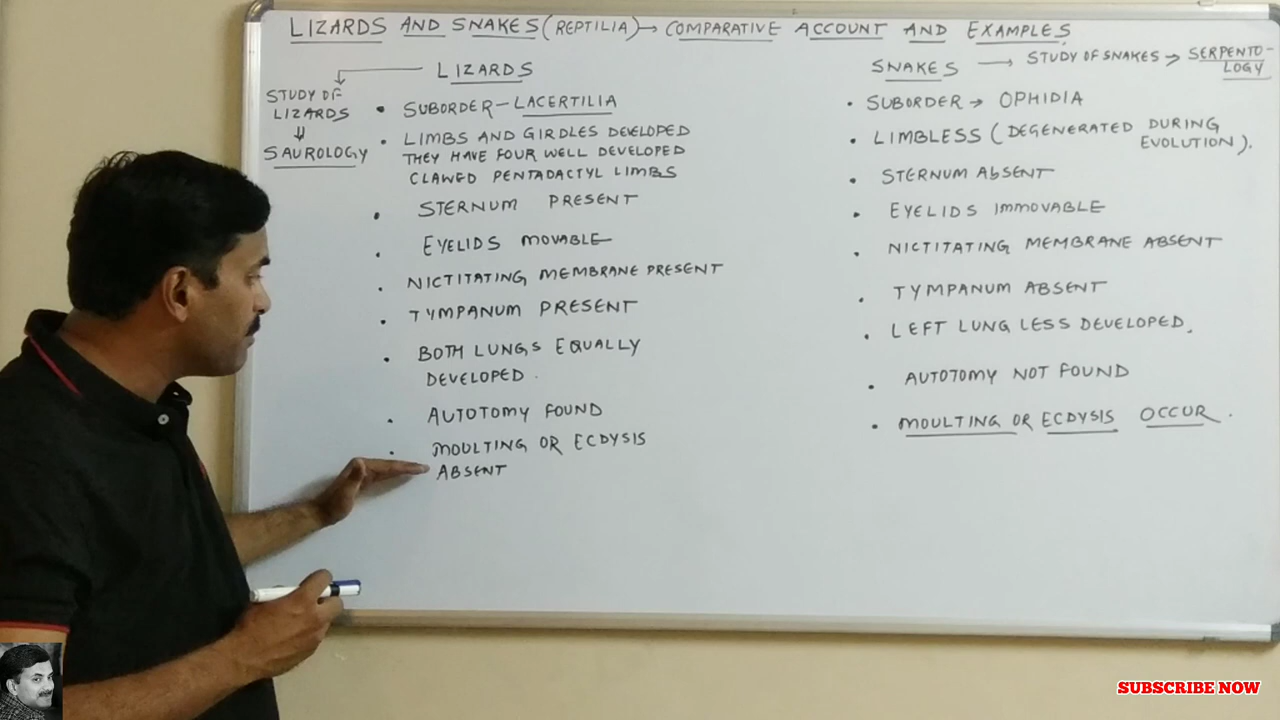 LIZARDS AND SNAKES (REPTILIA) → COMPARATIVE ACCOUNT AND EXAMPLES.
LIZARDS
STUDY OF
LIZARDS
⇓
SAUROLOGY
• SUBORDER - LACERTILIA
• LIMBS AND GIRDLES DEVELOPED
THEY HAVE FOUR WELL DEVELOPED
CLAWED PENTADACTYL LIMBS
• STERNUM PRESENT
• EYELIDS MOVABLE
• NICTITATING MEMBRANE PRESENT
• TYMPANUM PRESENT
• BOTH LUNGS EQUALLY
DEVELOPED.
• AUTOTOMY FOUND
• MOULTING OR ECDYSIS
ABSENT
SNAKES → STUDY OF SNAKES → SERPENTO-
LOGY
• SUBORDER → OPHIDIA
• LIMBLESS (DEGENERATED DURING
EVOLUTION).
• STERNUM ABSENT
• EYELIDS IMMOVABLE
• NICTITATING MEMBRANE ABSENT
• TYMPANUM ABSENT
• LEFT LUNG LESS DEVELOPED.
• AUTOTOMY NOT FOUND
• MOULTING OR ECDYSIS OCCUR.
SUBSCRIBE NOW